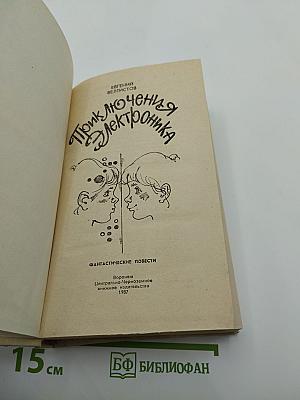 ЕВГЕНИЙ
ВЕЛТИСТОВ
Приключения
Электроника
ФАНТАСТИЧЕСКИЕ ПОВЕСТИ
Воронеж
Центрально-Черноземное
книжное издательство
1987
15 см
БФ БИБЛИОФАН